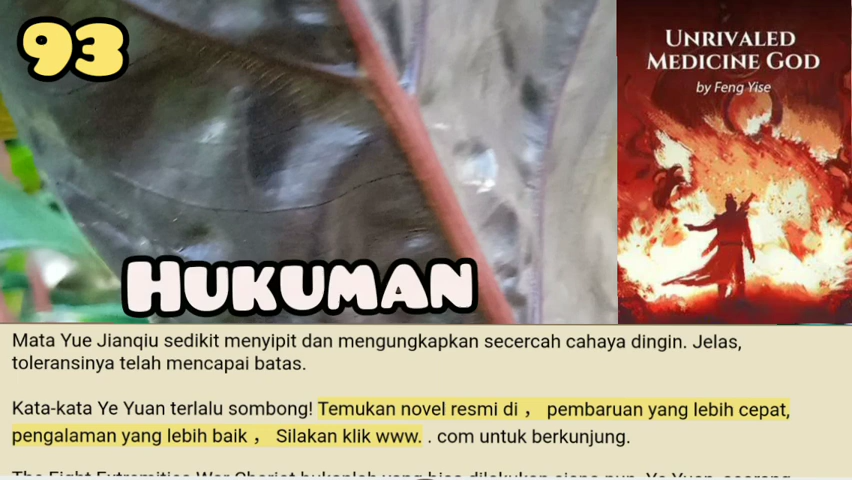 93
UNRIVALED
MEDICINE GOD
by Feng Yise
HUKUMAN
Mata Yue Jianqiu sedikit menyipit dan mengungkapkan secercah cahaya dingin. Jelas,
toleransinya telah mencapai batas.
Kata-kata Ye Yuan terlalu sombong! Temukan novel resmi di ， pembaruan yang lebih cepat,
pengalaman yang lebih baik ， Silakan klik www. . com untuk berkunjung.